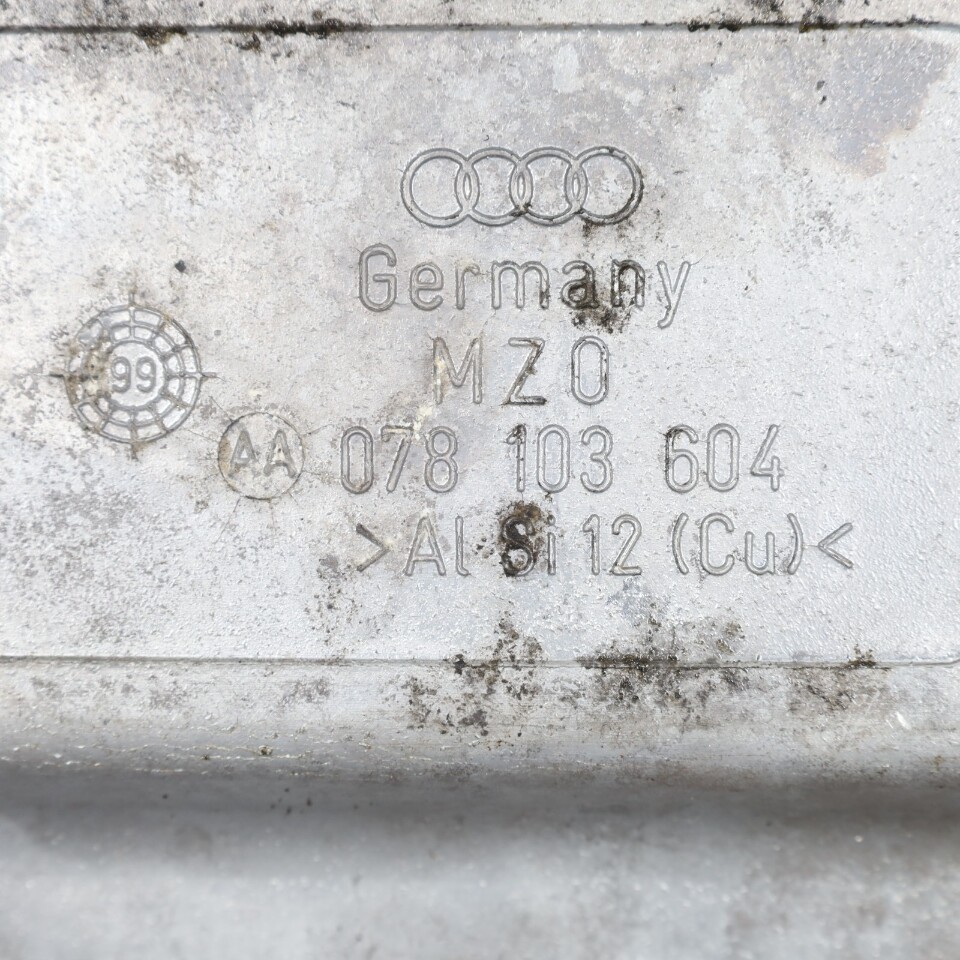 Germany
MZO
99
AA 078 103 604
>Al Si 12 (Cu)<